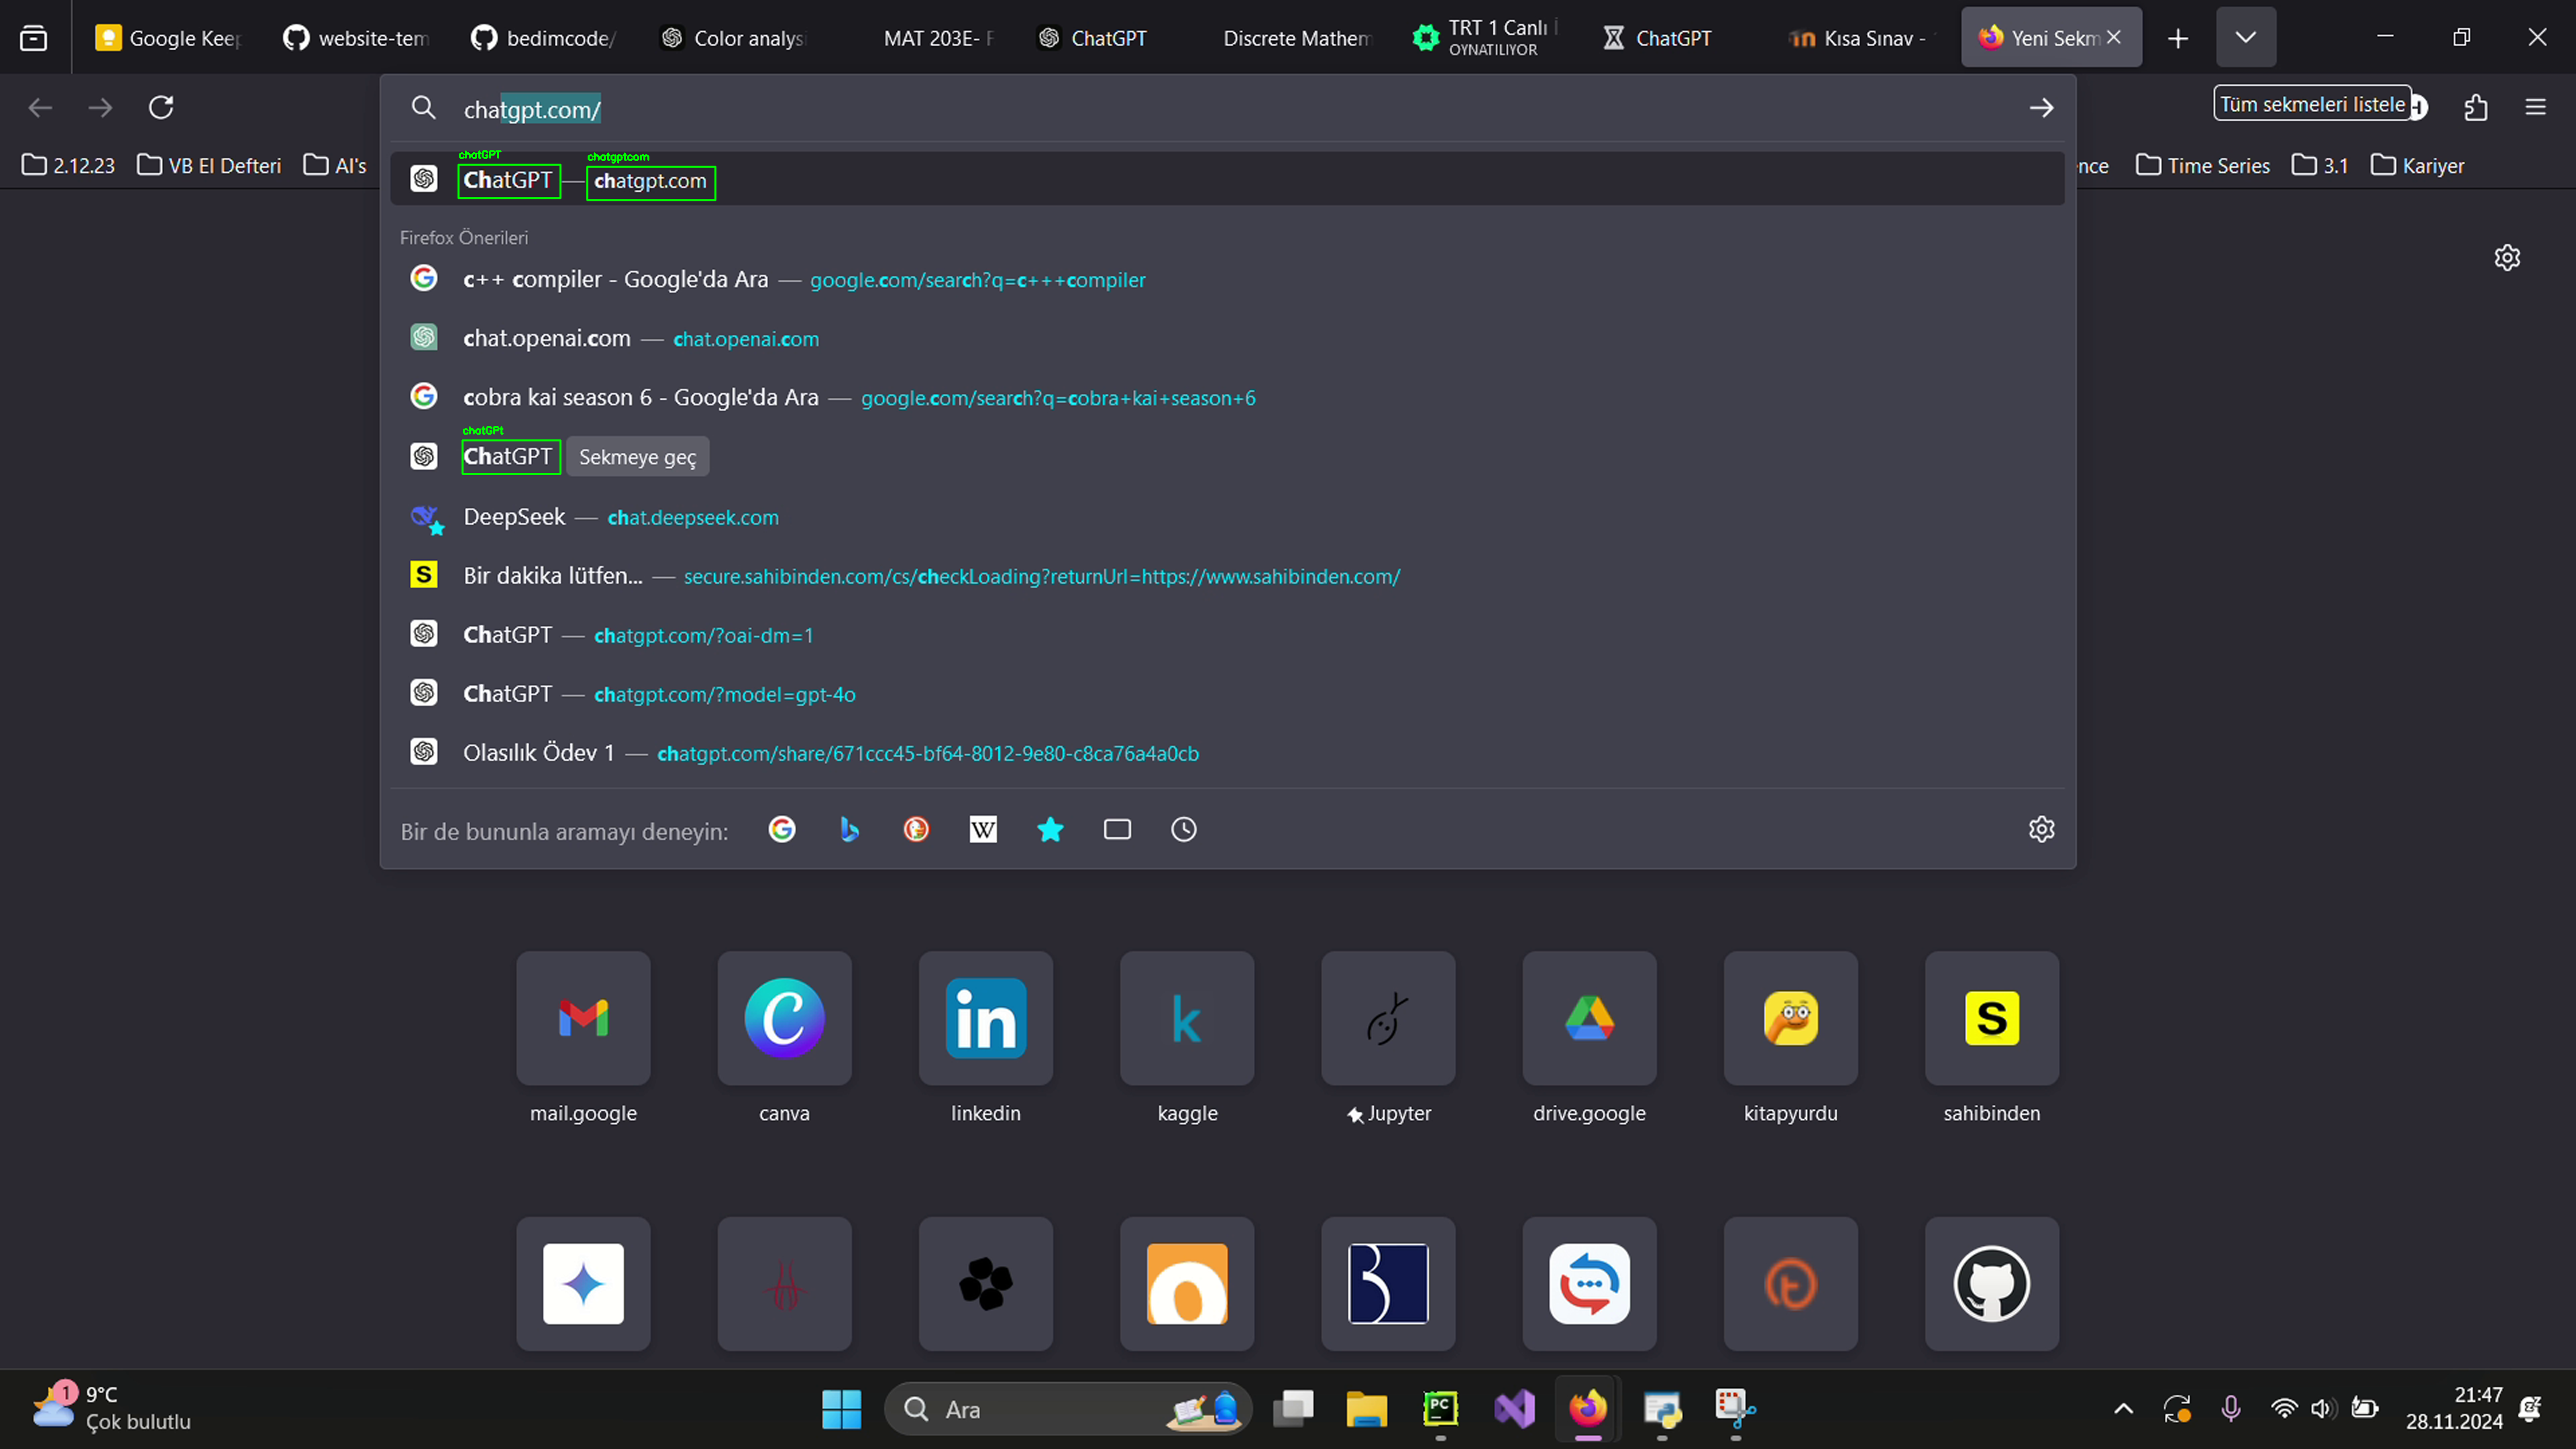 Google Keep website-tem bedimcode/ Color analysi MAT 203E- F ChatGPT Discrete Mathem TRT 1 Canlı İ ChatGPT Kısa Sınav - Yeni Sekm
OYNATILIYOR
chatgpt.com/
Tüm sekmeleri listele
2.12.23 VB El Defteri AI's nce Time Series 3.1 Kariyer
chatGPT chatgptcom
ChatGPT — chatgpt.com
Firefox Önerileri
c++ compiler - Google'da Ara — google.com/search?q=c+++compiler
chat.openai.com — chat.openai.com
cobra kai season 6 - Google'da Ara — google.com/search?q=cobra+kai+season+6
chatGPt
ChatGPT Sekmeye geç
DeepSeek — chat.deepseek.com
S Bir dakika lütfen... — secure.sahibinden.com/cs/checkLoading?returnUrl=https://www.sahibinden.com/
ChatGPT — chatgpt.com/?oai-dm=1
ChatGPT — chatgpt.com/?model=gpt-4o
Olasılık Ödev 1 — chatgpt.com/share/671ccc45-bf64-8012-9e80-c8ca76a4a0cb
Bir de bununla aramayı deneyin: W
C in k S
mail.google canva linkedin kaggle Jupyter drive.google kitapyurdu sahibinden
1 9°C
Çok bulutlu
Ara
PC
21:47
28.11.2024